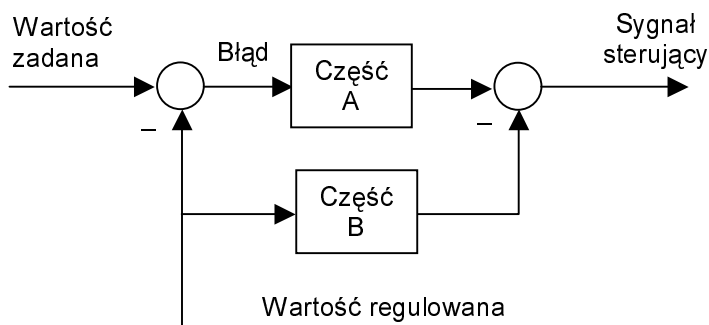 Wartość
zadana
Błąd
Część
A
Sygnał
sterujący
–
–
Część
B
Wartość regulowana